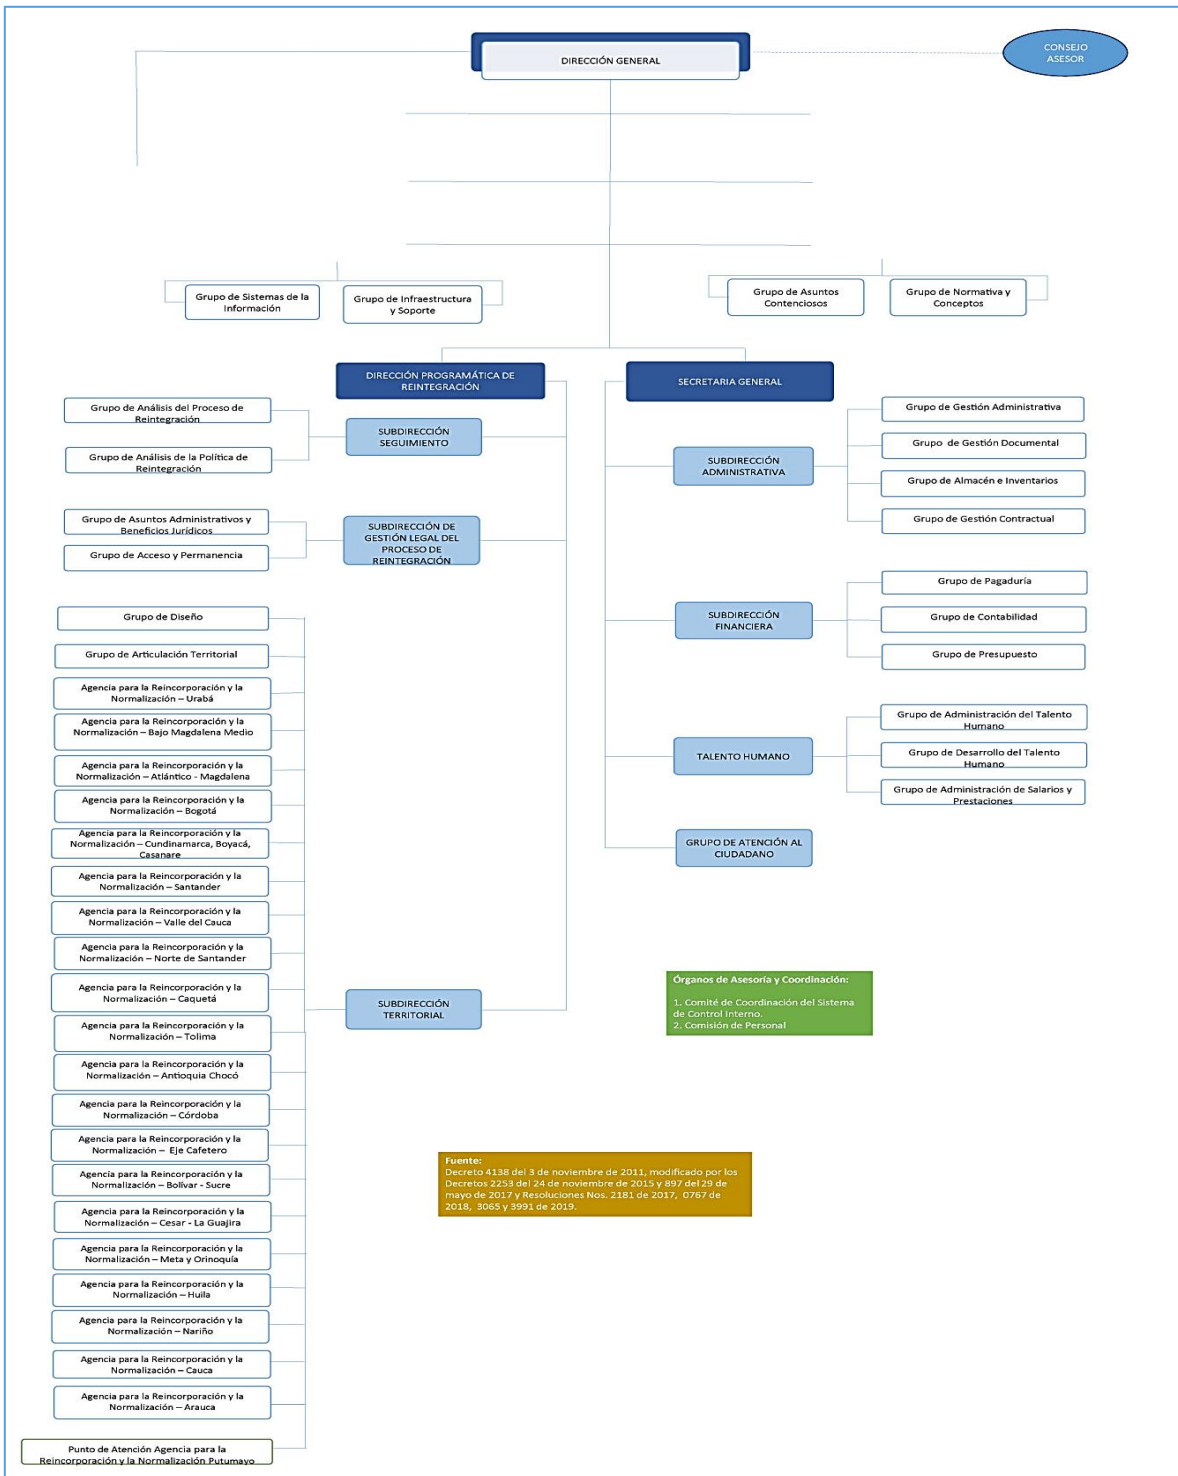 DIRECCIÓN GENERAL
CONSEJO
ASESOR
Grupo de Sistemas de la
Información
Grupo de Infraestructura
y Soporte
Grupo de Asuntos
Contenciosos
Grupo de Normativa y
Conceptos
DIRECCIÓN PROGRAMÁTICA DE
REINTEGRACIÓN
SECRETARIA GENERAL
Grupo de Análisis del Proceso de
Reintegración
Grupo de Análisis de la Política de
Reintegración
SUBDIRECCIÓN
SEGUIMIENTO
Grupo de Asuntos Administrativos y
Beneficios Jurídicos
Grupo de Acceso y Permanencia
SUBDIRECCIÓN DE
GESTIÓN LEGAL DEL
PROCESO DE
REINTEGRACIÓN
Grupo de Diseño
Grupo de Articulación Territorial
Agencia para la Reincorporación y la
Normalización – Urabá
Agencia para la Reincorporación y la
Normalización – Bajo Magdalena Medio
Agencia para la Reincorporación y la
Normalización – Atlántico - Magdalena
Agencia para la Reincorporación y la
Normalización – Bogotá
Agencia para la Reincorporación y la
Normalización – Cundinamarca, Boyacá,
Casanare
Agencia para la Reincorporación y la
Normalización – Santander
Agencia para la Reincorporación y la
Normalización – Valle del Cauca
Agencia para la Reincorporación y la
Normalización – Norte de Santander
Agencia para la Reincorporación y la
Normalización – Caquetá
Agencia para la Reincorporación y la
Normalización – Tolima
Agencia para la Reincorporación y la
Normalización – Antioquia Chocó
Agencia para la Reincorporación y la
Normalización – Córdoba
Agencia para la Reincorporación y la
Normalización – Eje Cafetero
Agencia para la Reincorporación y la
Normalización – Bolívar - Sucre
Agencia para la Reincorporación y la
Normalización – Cesar - La Guajira
Agencia para la Reincorporación y la
Normalización – Meta y Orinoquía
Agencia para la Reincorporación y la
Normalización – Huila
Agencia para la Reincorporación y la
Normalización – Nariño
Agencia para la Reincorporación y la
Normalización – Cauca
Agencia para la Reincorporación y la
Normalización – Arauca
Punto de Atención Agencia para la
Reincorporación y la Normalización Putumayo
SUBDIRECCIÓN
TERRITORIAL
SUBDIRECCIÓN
ADMINISTRATIVA
Grupo de Gestión Administrativa
Grupo de Gestión Documental
Grupo de Almacén e Inventarios
Grupo de Gestión Contractual
SUBDIRECCIÓN
FINANCIERA
Grupo de Pagaduría
Grupo de Contabilidad
Grupo de Presupuesto
TALENTO HUMANO
Grupo de Administración del Talento
Humano
Grupo de Desarrollo del Talento
Humano
Grupo de Administración de Salarios y
Prestaciones
GRUPO DE ATENCIÓN AL
CIUDADANO
Órganos de Asesoría y Coordinación:
1. Comité de Coordinación del Sistema
de Control Interno.
2. Comisión de Personal
Fuente:
Decreto 4138 del 3 de noviembre de 2011, modificado por los
Decretos 2253 del 24 de noviembre de 2015 y 897 del 29 de
mayo de 2017 y Resoluciones Nos. 2181 de 2017, 0767 de
2018, 3065 y 3991 de 2019.